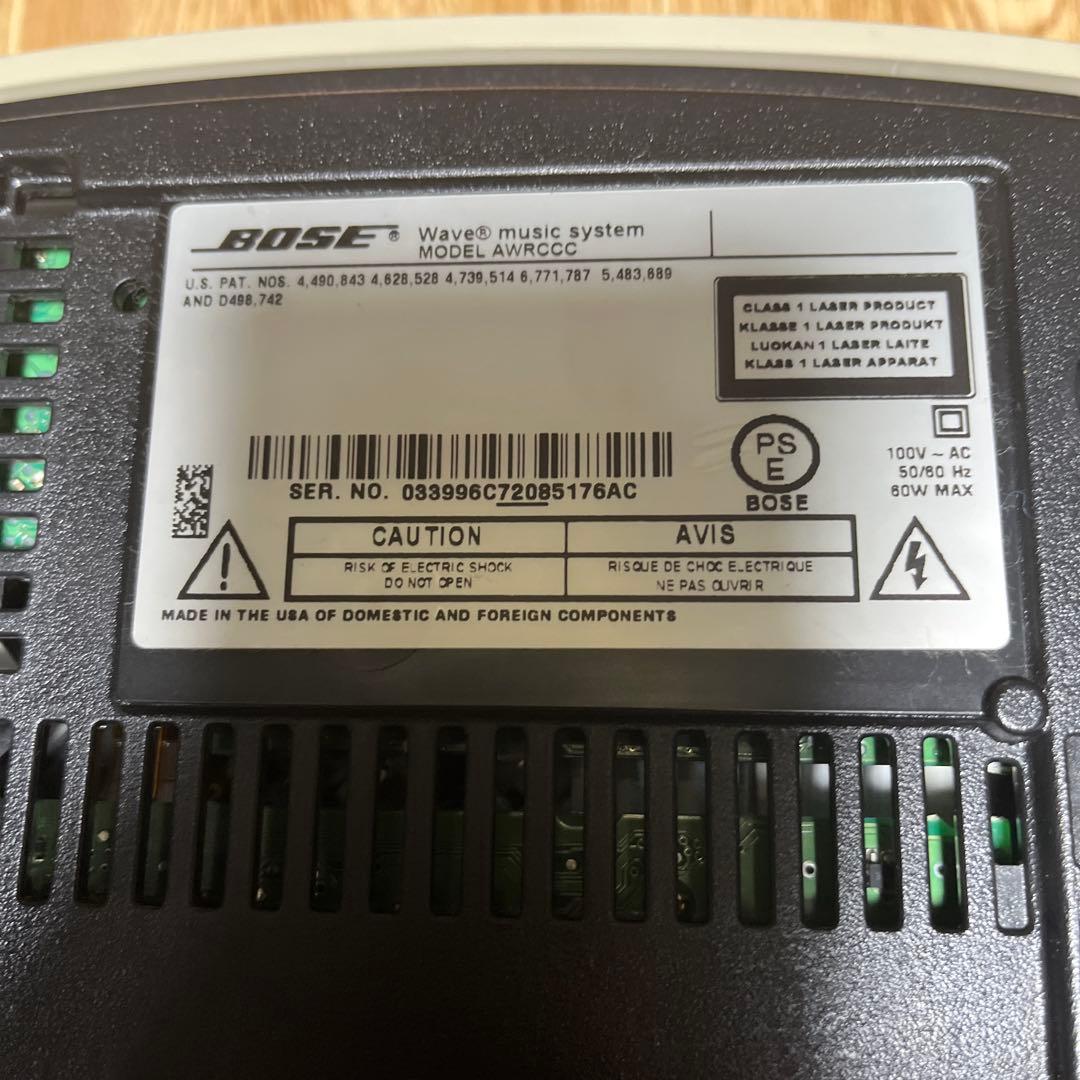 BOSE® Wave® music system
MODEL AWRCCC
U.S. PAT. NOS. 4,490,843 4,628,528 4,739,514 6,771,787 5,483,689
AND D498,742
CLASS 1 LASER PRODUCT
KLASSE 1 LASER PRODUKT
LUOKAN 1 LASER LAITE
KLASS 1 LASER APPARAT
PS
E
BOSE
100V ~ AC
50/60 Hz
60W MAX
SER. NO. 033996C72085176AC
CAUTION
RISK OF ELECTRIC SHOCK
DO NOT OPEN
AVIS
RISQUE DE CHOC ELECTRIQUE
NE PAS OUVRIR
MADE IN THE USA OF DOMESTIC AND FOREIGN COMPONENTS